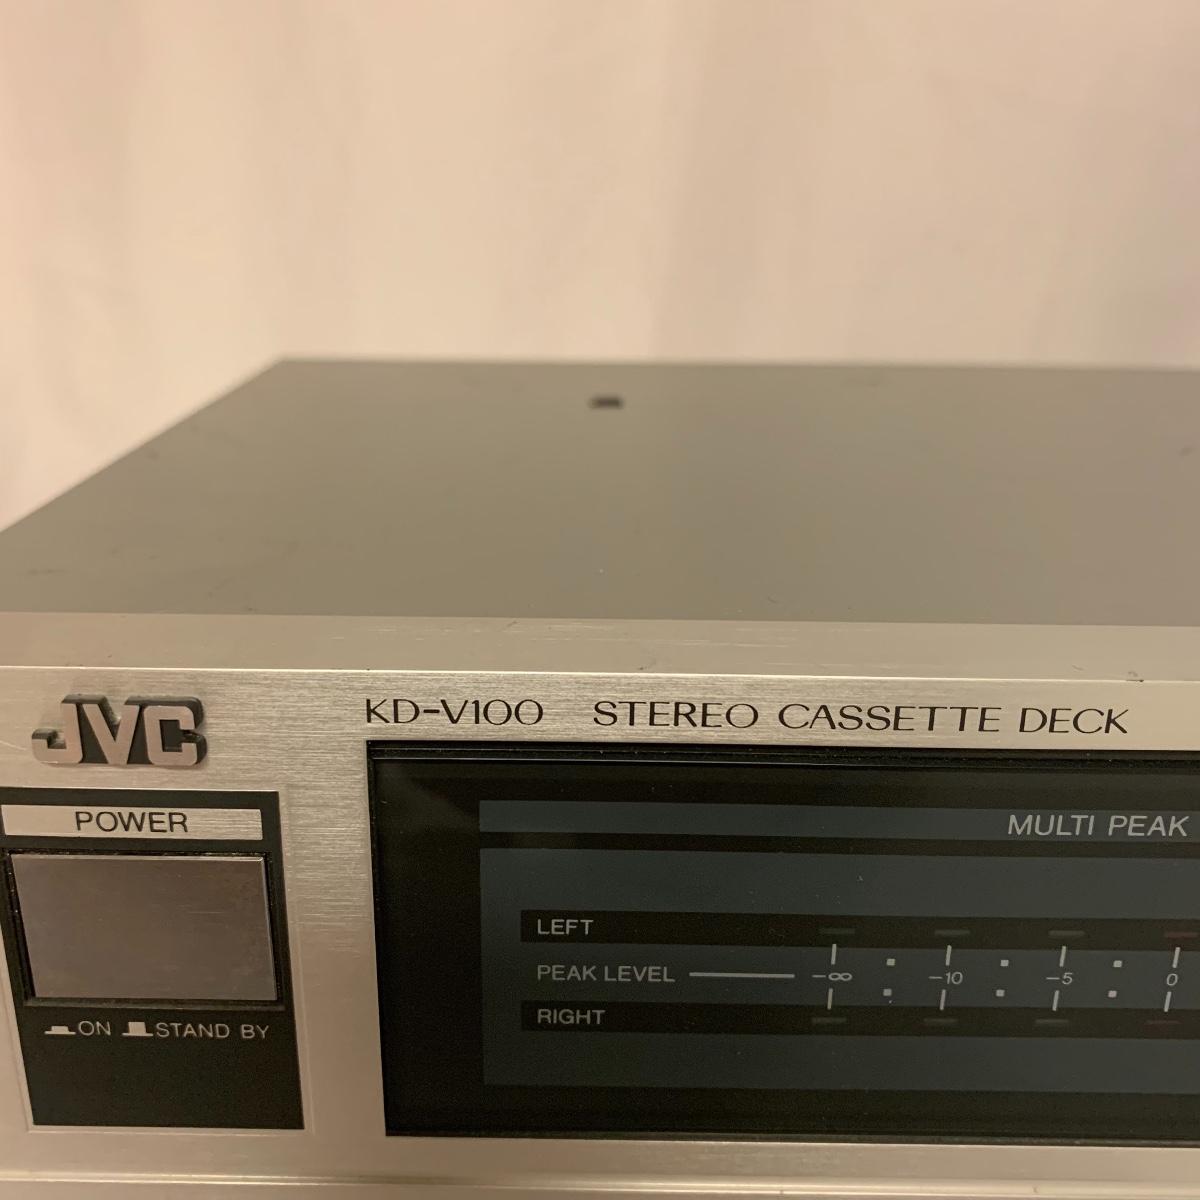 JVC
KD-V100 STEREO CASSETTE DECK
POWER
ON STAND BY
MULTI PEAK
LEFT
PEAK LEVEL -∞ -10 -5 0
RIGHT